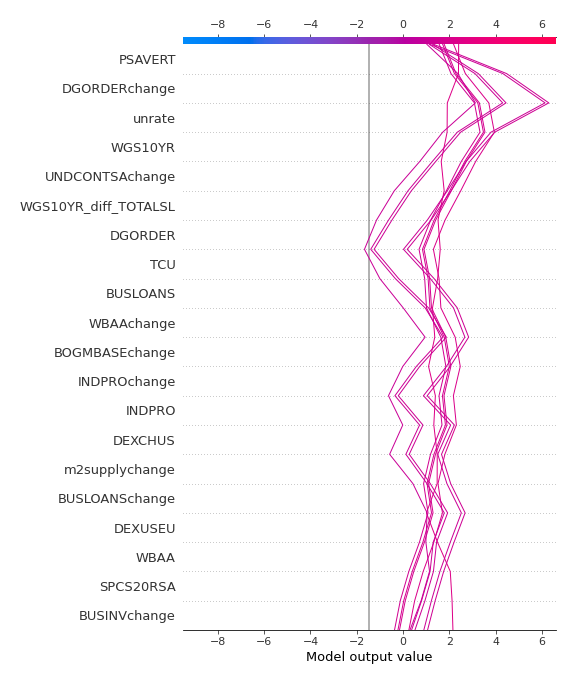 −8 −6 −4 −2 0 2 4 6
PSAVERT
DGORDERchange
unrate
WGS10YR
UNDCONTSAchange
WGS10YR_diff_TOTALSL
DGORDER
TCU
BUSLOANS
WBAAchange
BOGMBASEchange
INDPROchange
INDPRO
DEXCHUS
m2supplychange
BUSLOANSchange
DEXUSEU
WBAA
SPCS20RSA
BUSINVchange
−8 −6 −4 −2 0 2 4 6
Model output value